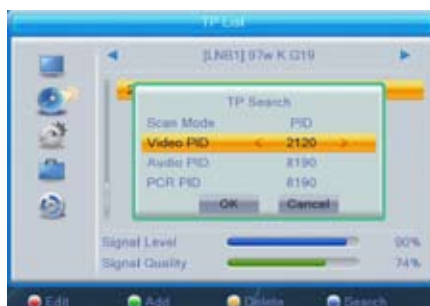 TP List
[LNB1] 97w K G19
TP Search
Scan Mode PID
Video PID < 2120 >
Audio PID 8190
PCR PID 8190
OK Cancel
Signal Level 90%
Signal Quality 74%
Edit Add Delete Search